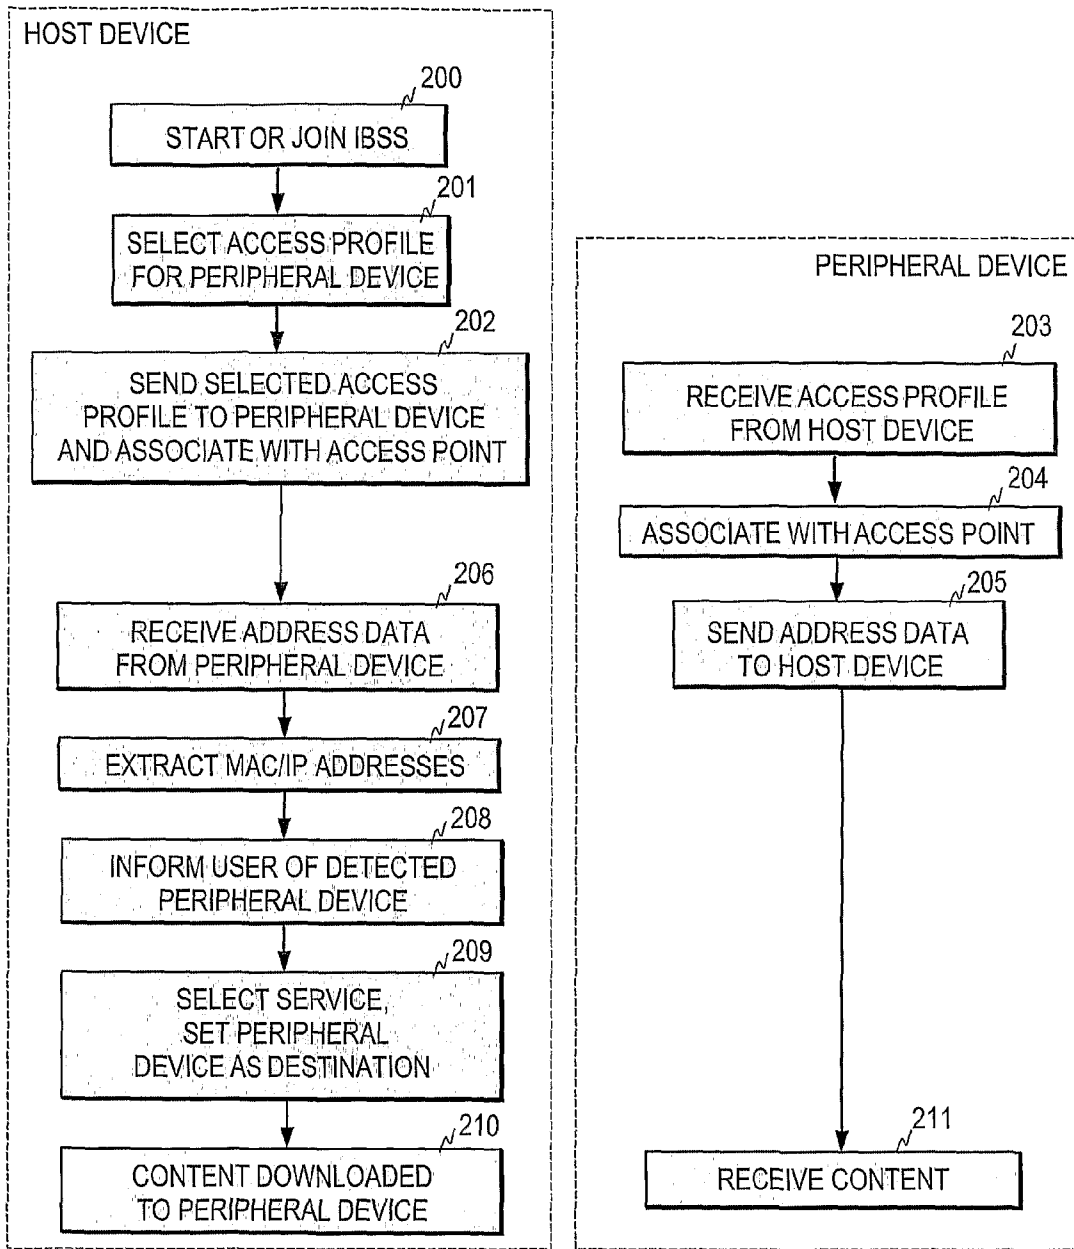 HOST DEVICE
200
START OR JOIN IBSS
201
SELECT ACCESS PROFILE
FOR PERIPHERAL DEVICE
202
SEND SELECTED ACCESS
PROFILE TO PERIPHERAL DEVICE
AND ASSOCIATE WITH ACCESS POINT
206
RECEIVE ADDRESS DATA
FROM PERIPHERAL DEVICE
207
EXTRACT MAC/IP ADDRESSES
208
INFORM USER OF DETECTED
PERIPHERAL DEVICE
209
SELECT SERVICE,
SET PERIPHERAL
DEVICE AS DESTINATION
210
CONTENT DOWNLOADED
TO PERIPHERAL DEVICE
PERIPHERAL DEVICE
203
RECEIVE ACCESS PROFILE
FROM HOST DEVICE
204
ASSOCIATE WITH ACCESS POINT
205
SEND ADDRESS DATA
TO HOST DEVICE
211
RECEIVE CONTENT